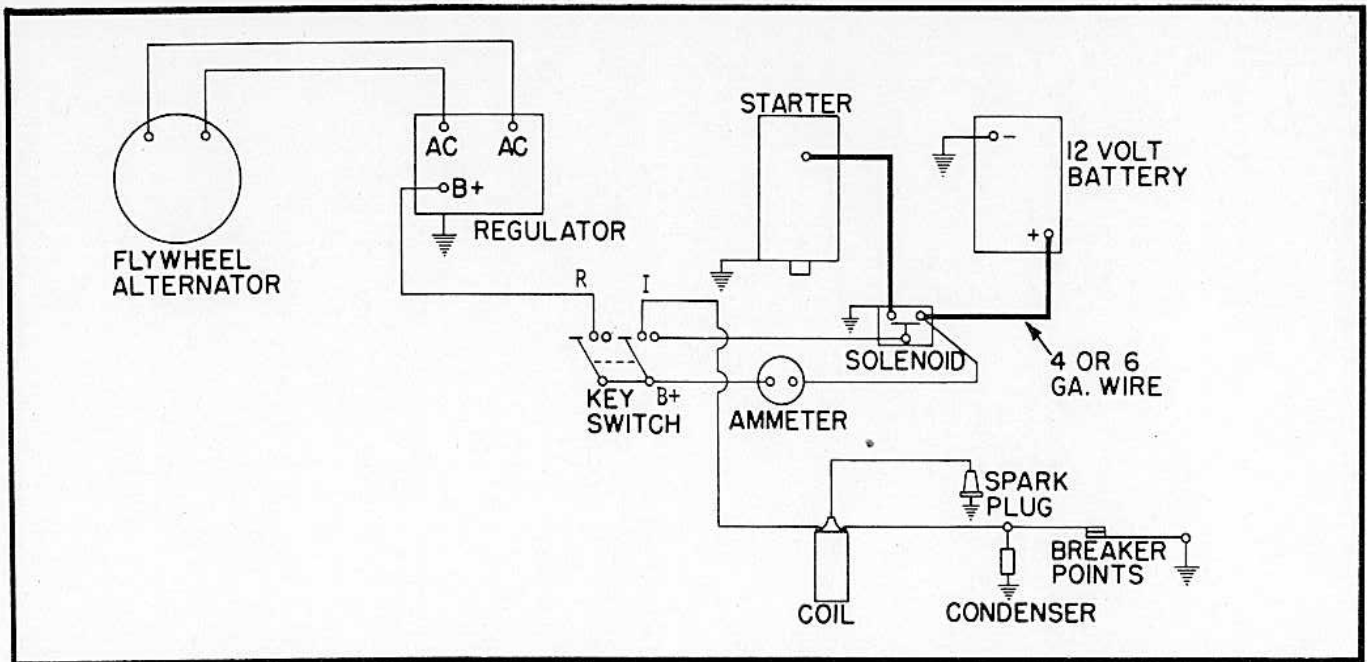 AC AC
B+
REGULATOR
FLYWHEEL
ALTERNATOR
STARTER
-
12 VOLT
BATTERY
+
R I
SOLENOID
4 OR 6
GA. WIRE
KEY B+
SWITCH
AMMETER
SPARK
PLUG
BREAKER
POINTS
COIL
CONDENSER